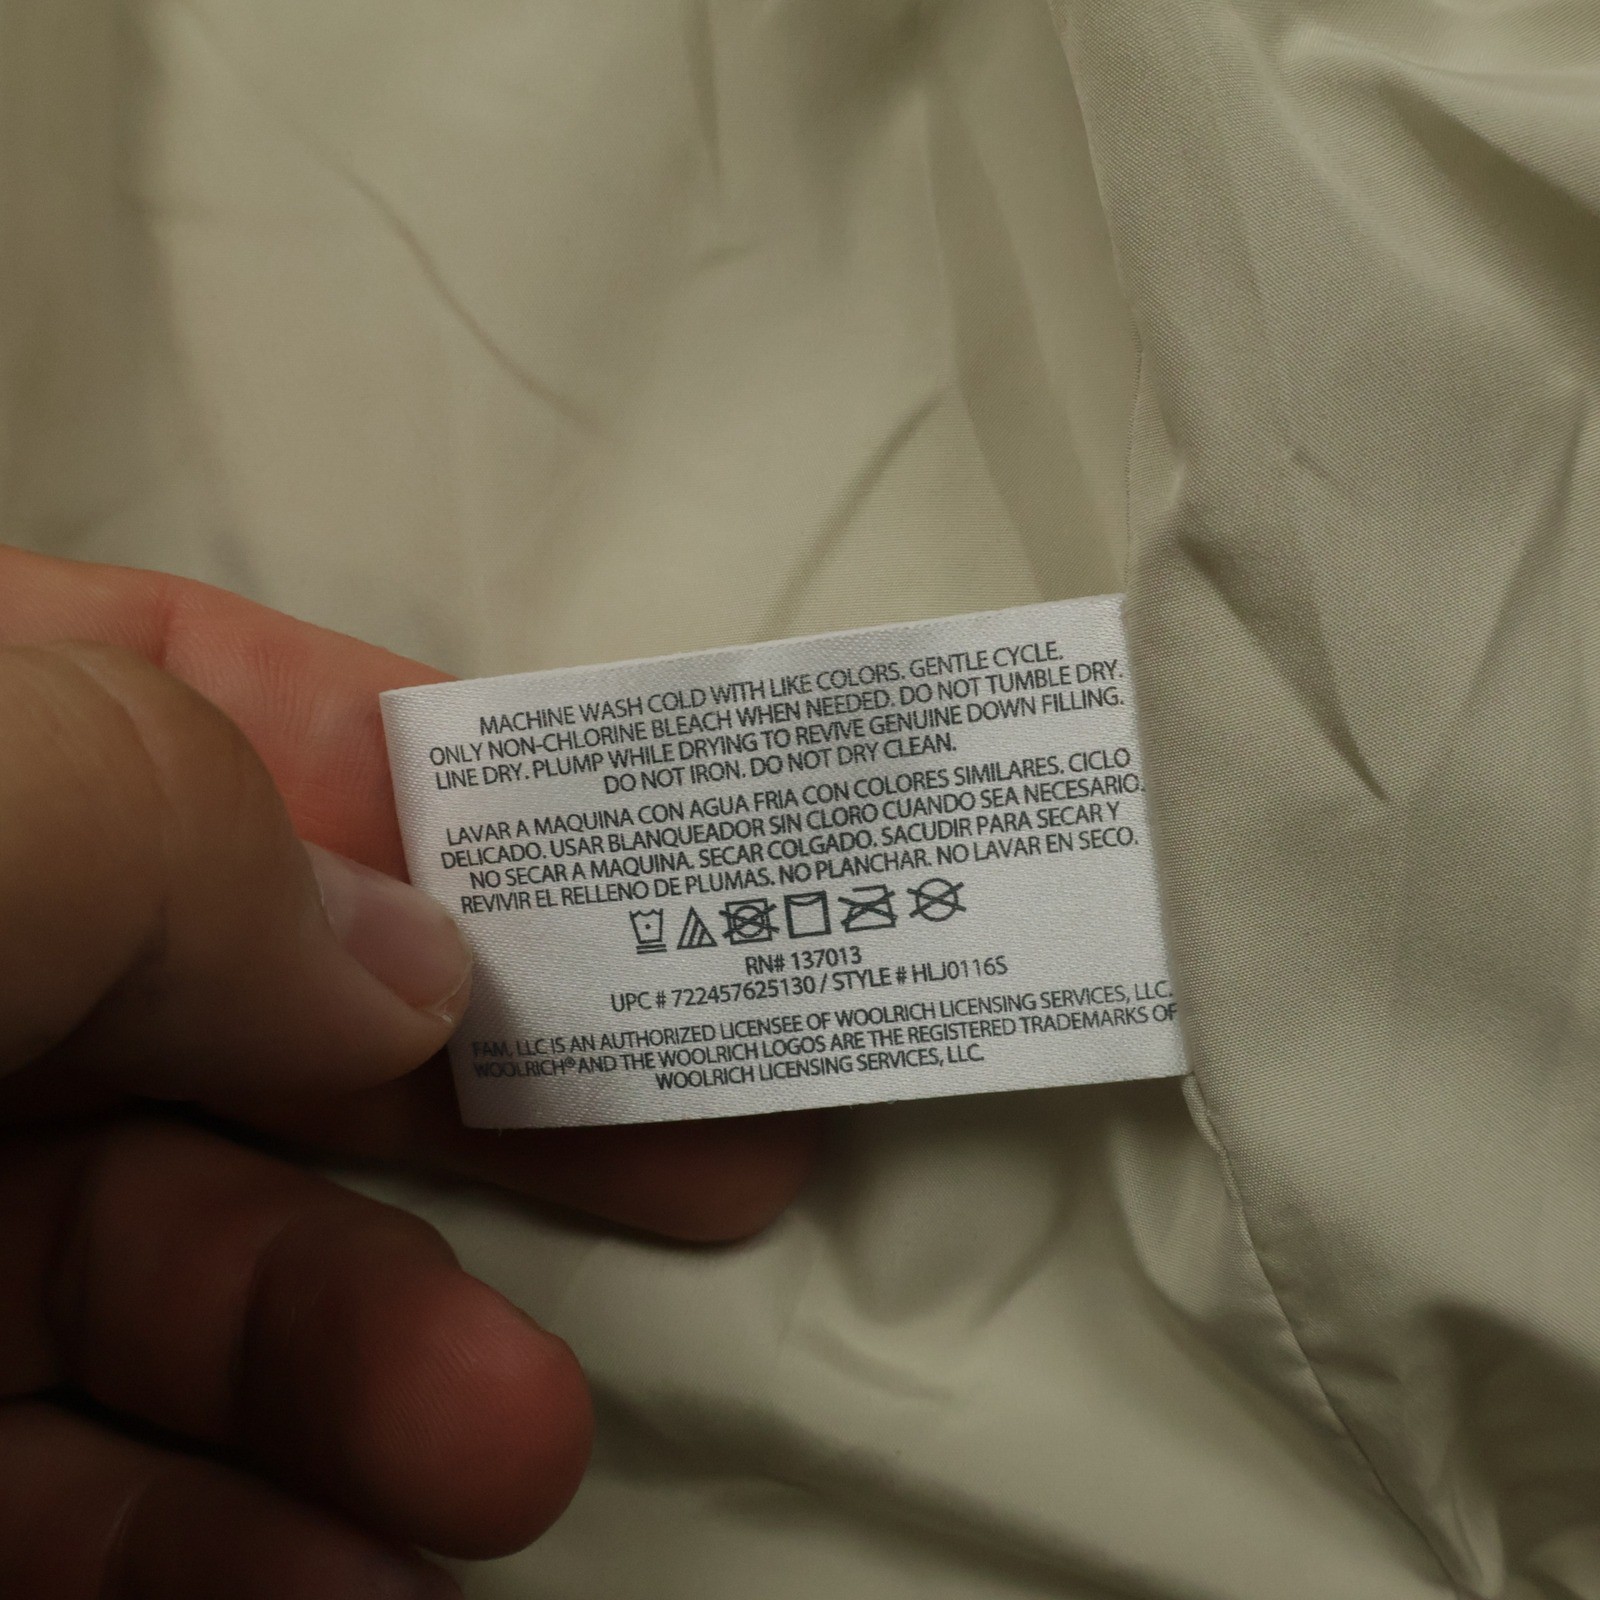 MACHINE WASH COLD WITH LIKE COLORS. GENTLE CYCLE.
ONLY NON-CHLORINE BLEACH WHEN NEEDED. DO NOT TUMBLE DRY.
LINE DRY. PLUMP WHILE DRYING TO REVIVE GENUINE DOWN FILLING.
DO NOT IRON. DO NOT DRY CLEAN.
LAVAR A MAQUINA CON AGUA FRIA CON COLORES SIMILARES. CICLO
DELICADO. USAR BLANQUEADOR SIN CLORO CUANDO SEA NECESARIO.
NO SECAR A MAQUINA. SECAR COLGADO. SACUDIR PARA SECAR Y
REVIVIR EL RELLENO DE PLUMAS. NO PLANCHAR. NO LAVAR EN SECO.
RN# 137013
UPC # 722457625130 / STYLE # HLJ0116S
FAM, LLC IS AN AUTHORIZED LICENSEE OF WOOLRICH LICENSING SERVICES, LLC.
WOOLRICH® AND THE WOOLRICH LOGOS ARE THE REGISTERED TRADEMARKS OF
WOOLRICH LICENSING SERVICES, LLC.